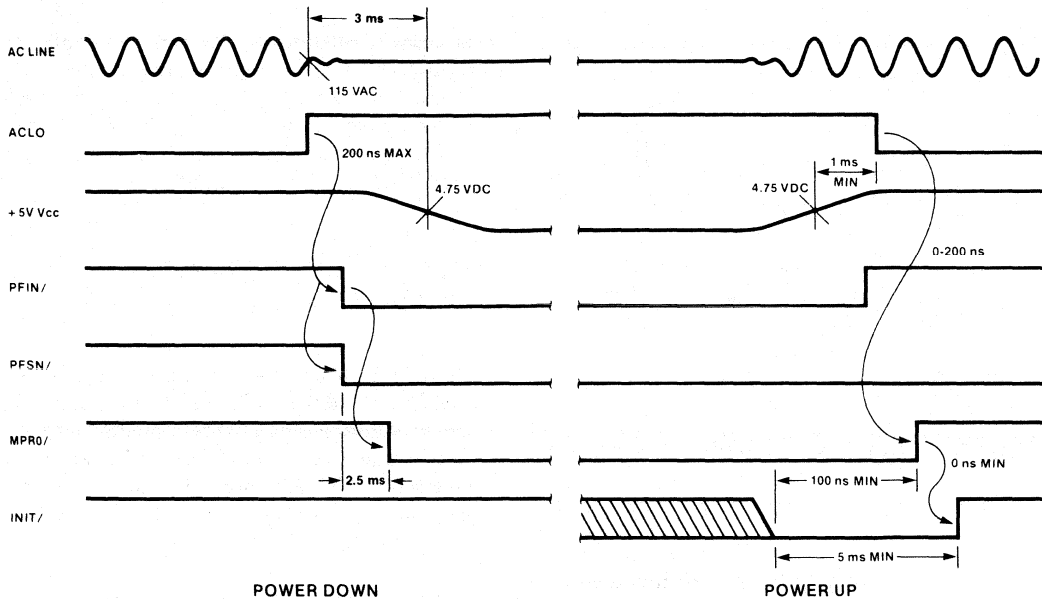 3 ms
AC LINE
115 VAC
ACLO
200 ns MAX
1 ms
MIN
+5V Vcc
4.75 VDC
4.75 VDC
0-200 ns
PFIN/
PFSN/
MPR0/
0 ns MIN
2.5 ms
100 ns MIN
INIT/
5 ms MIN
POWER DOWN
POWER UP